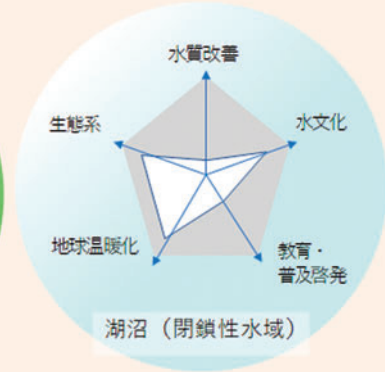 水質改善
生態系
水文化
地球温暖化
教育・
普及啓発
湖沼（閉鎖性水域）